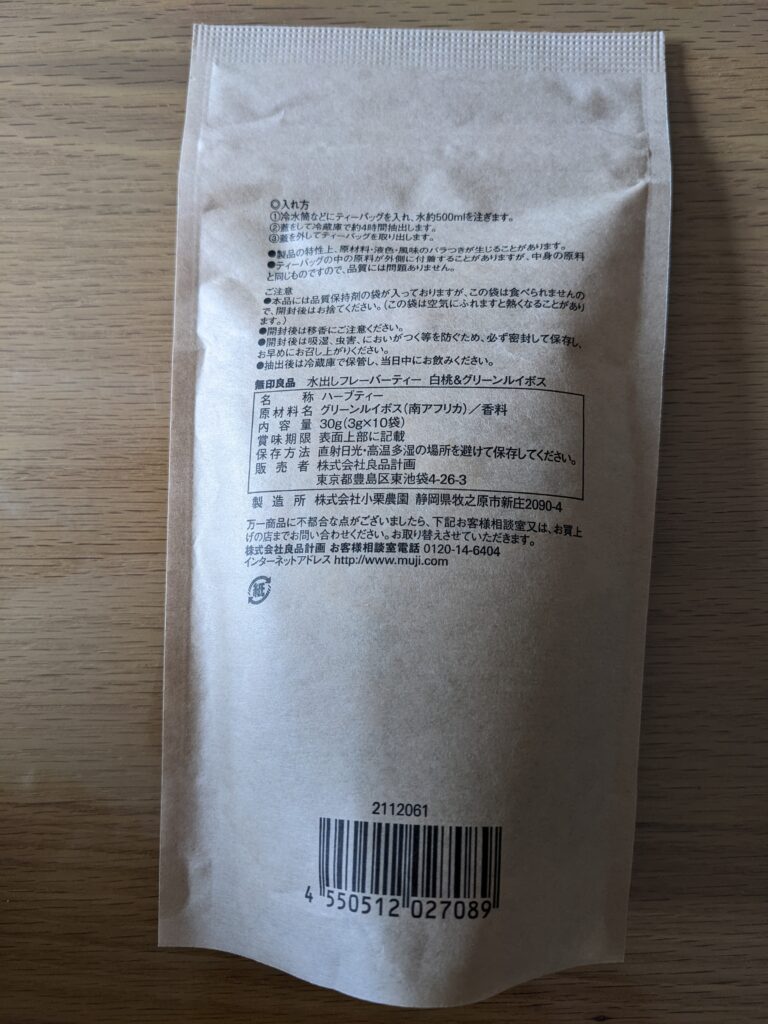 ◎入れ方
①冷水筒などにティーバッグを入れ、水約500mlを注ぎます。
②蓋をして冷蔵庫で約4時間抽出します。
③蓋を外してティーバッグを取り出します。
●製品の特性上、原材料・液色・風味のバラつきが生じることがあります。
●ティーバッグの中の原料が外側に付着することがありますが、中身の原料
と同じものですので、品質には問題ありません。
ご注意
●本品には品質保持剤の袋が入っておりますが、この袋は食べられませんの
で、開封後はお捨てください。（この袋は空気にふれますと熱くなることがあり
ます。）
●開封後は移香にご注意ください。
●開封後は吸湿、虫害、においがつく等を防ぐため、必ず密封して保存し、
お早めにお召し上がりください。
●抽出後は冷蔵庫で保管し、当日中にお飲みください。
無印良品 水出しフレーバーティー 白桃&グリーンルイボス
名称 ハーブティー
原材料名 グリーンルイボス（南アフリカ）／香料
内容量 30g(3g×10袋)
賞味期限 表面上部に記載
保存方法 直射日光・高温多湿の場所を避けて保存してください。
販売者 株式会社良品計画
東京都豊島区東池袋4-26-3
製造所 株式会社小栗農園 静岡県牧之原市新庄2090-4
万一商品に不都合な点がございましたら、下記お客様相談室又は、お買上
げの店までお問い合わせください。お取り替えさせていただきます。
株式会社良品計画 お客様相談室電話 0120-14-6404
インターネットアドレス http://www.muji.com
紙
2112061
4 550512 027089